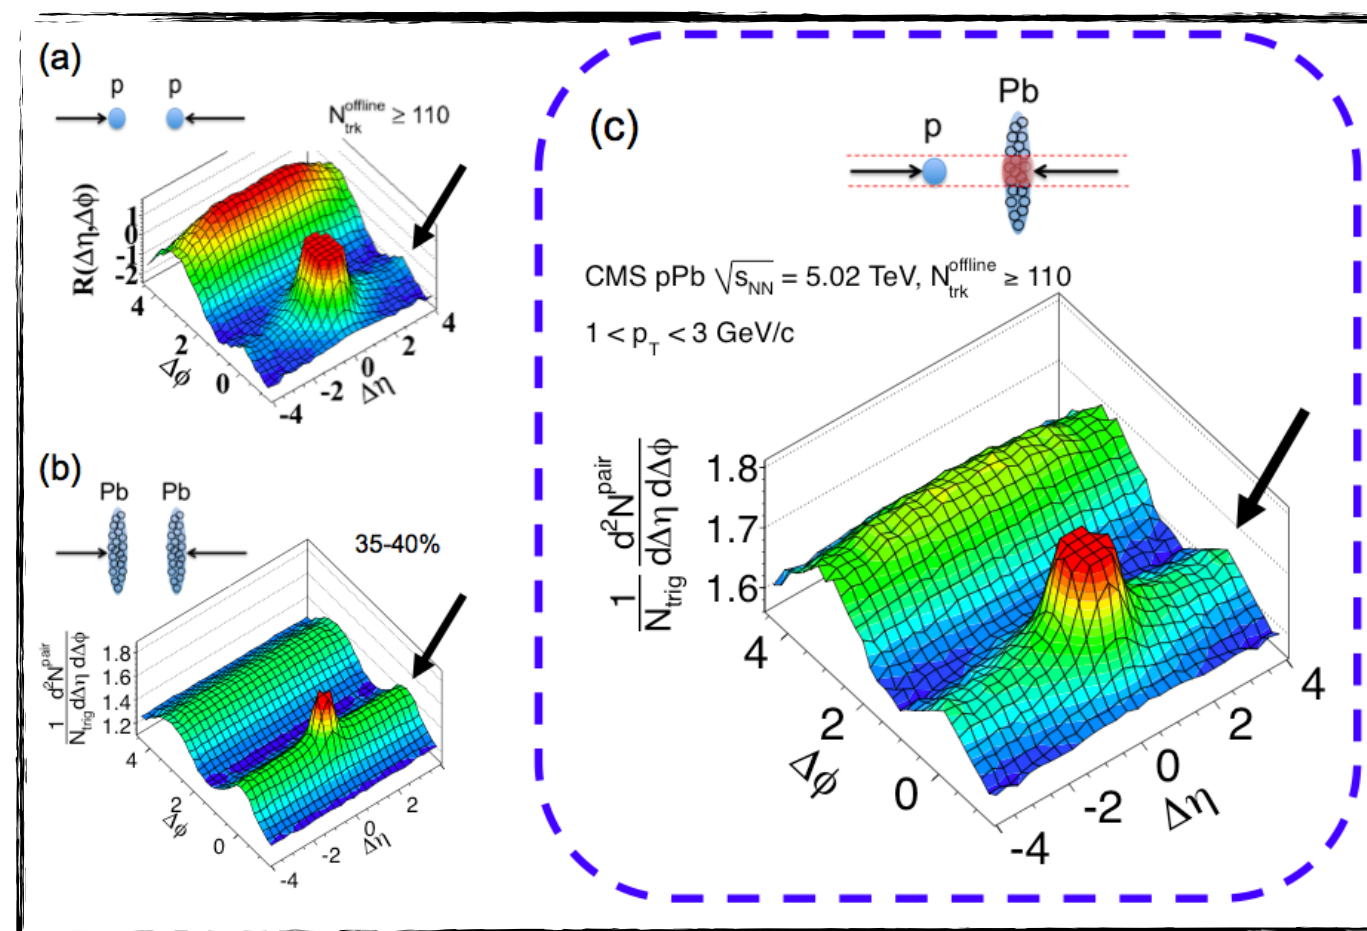 (a)
p p
N_trk^offline ≥ 110
R(Δη,Δϕ)
1
0
-1
-2
4
2
0
Δϕ
-4
-2
0
2
4
Δη
(b)
Pb Pb
35-40%
1/N_trig d²N^pair/dΔη dΔϕ
1.8
1.6
1.4
1.2
4
2
0
Δϕ
-4
-2
0
2
Δη
(c)
p Pb
CMS pPb √s_NN = 5.02 TeV, N_trk^offline ≥ 110
1 < p_T < 3 GeV/c
1/N_trig d²N^pair/dΔη dΔϕ
1.8
1.7
1.6
4
2
0
Δϕ
-4
-2
0
2
4
Δη